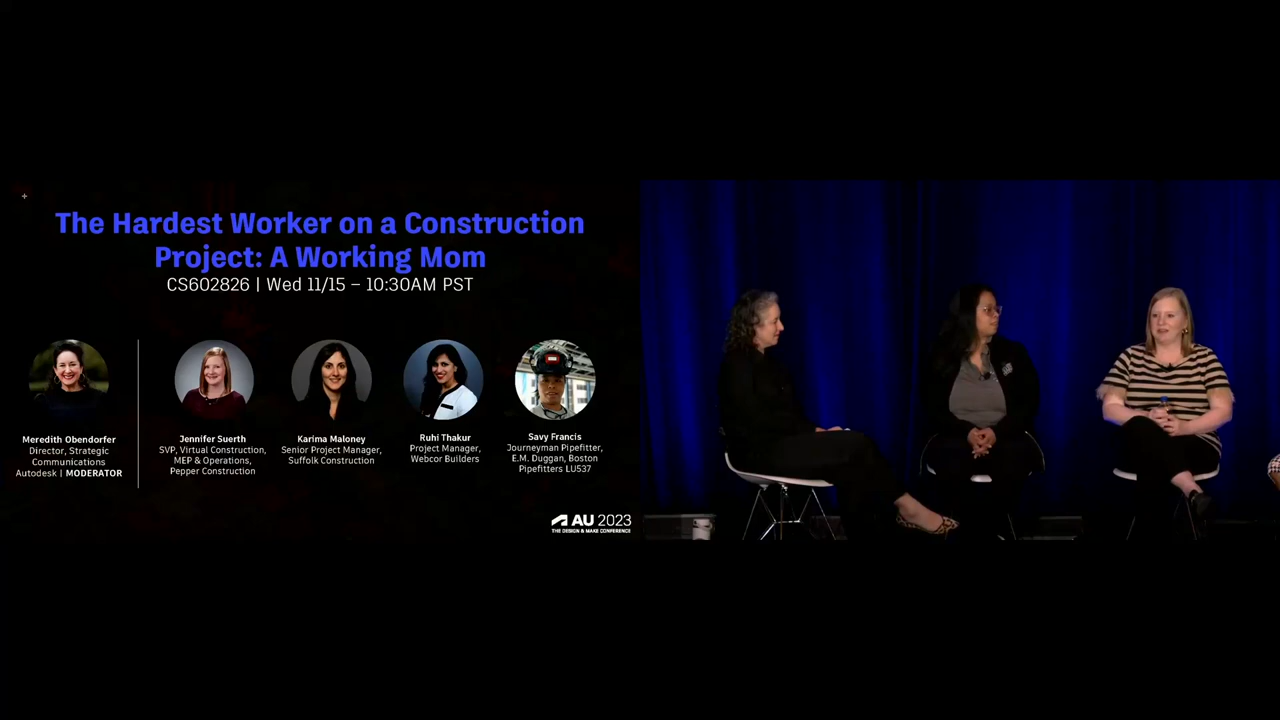 The Hardest Worker on a Construction
Project: A Working Mom
CS602826 | Wed 11/15 – 10:30AM PST
Meredith Obendorfer
Director, Strategic
Communications
Autodesk | MODERATOR
Jennifer Suerth
SVP, Virtual Construction,
MEP & Operations,
Pepper Construction
Karima Maloney
Senior Project Manager,
Suffolk Construction
Ruhi Thakur
Project Manager,
Webcor Builders
Savy Francis
Journeyman Pipefitter,
E.M. Duggan, Boston
Pipefitters LU537
AU 2023
THE DESIGN & MAKE CONFERENCE